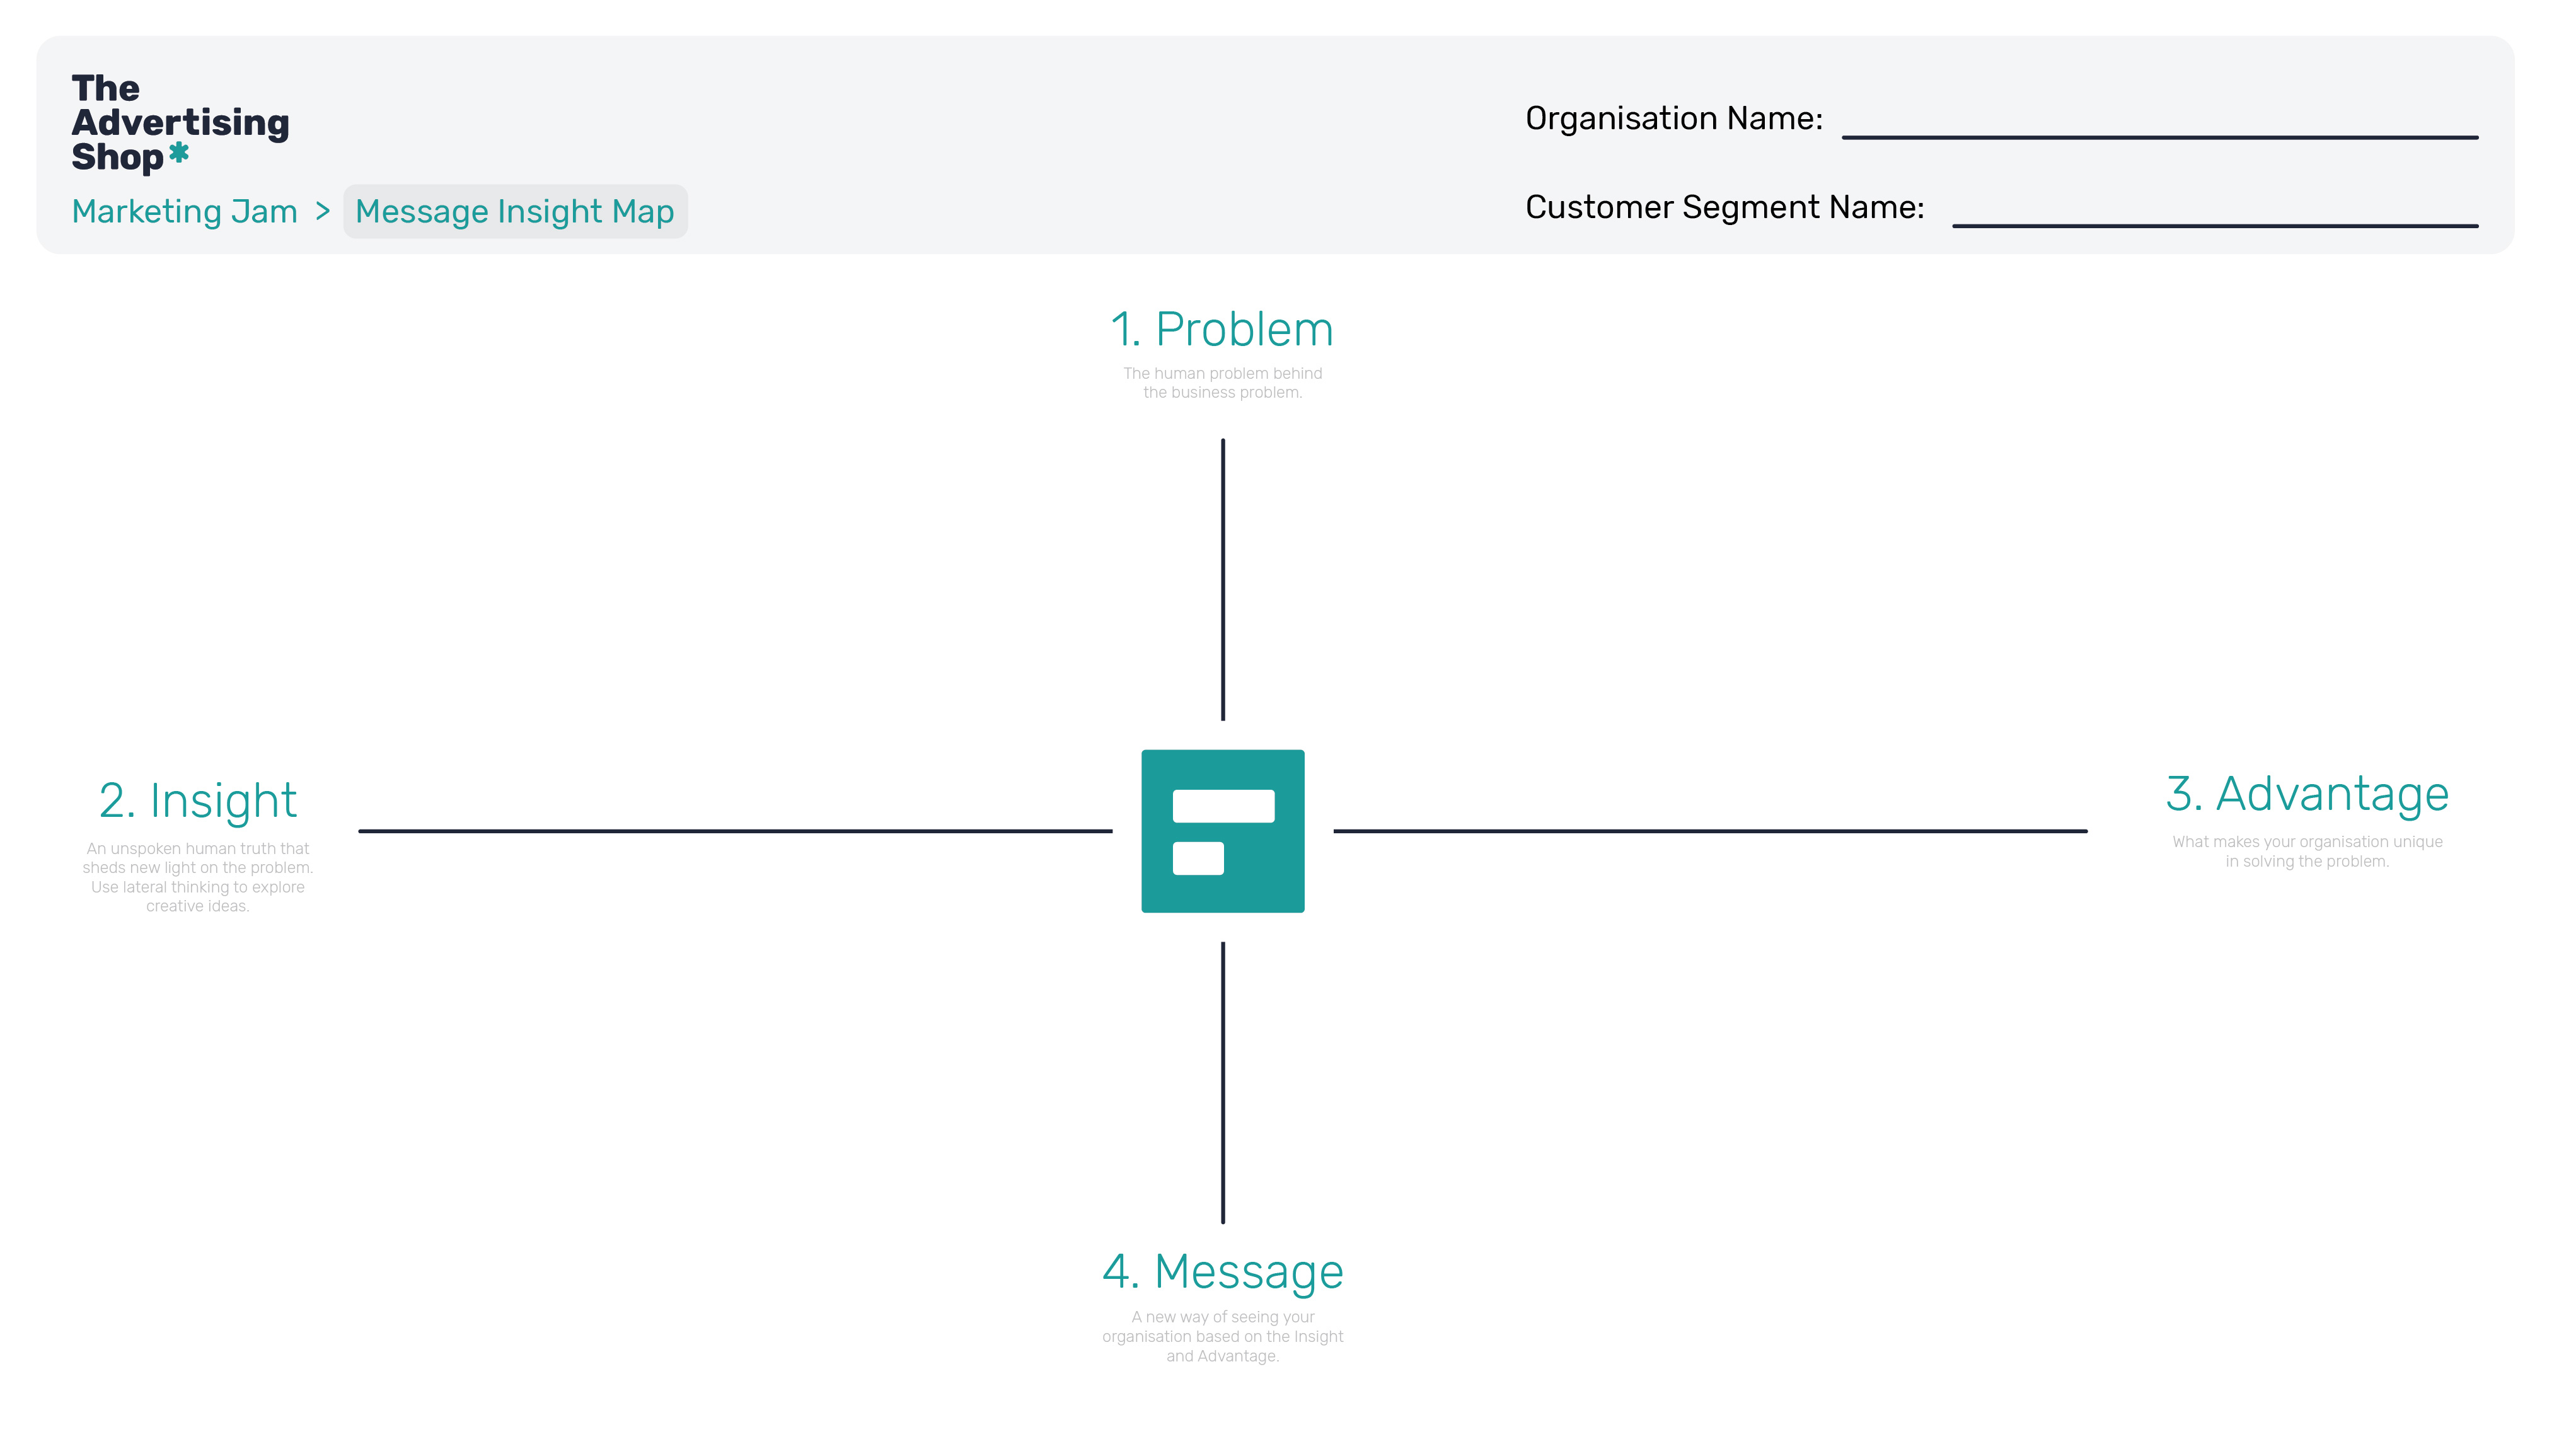 The
Advertising
Shop*
Marketing Jam > Message Insight Map
Organisation Name:
Customer Segment Name:
1. Problem
The human problem behind
the business problem.
2. Insight
An unspoken human truth that
sheds new light on the problem.
Use lateral thinking to explore
creative ideas.
3. Advantage
What makes your organisation unique
in solving the problem.
4. Message
A new way of seeing your
organisation based on the Insight
and Advantage.